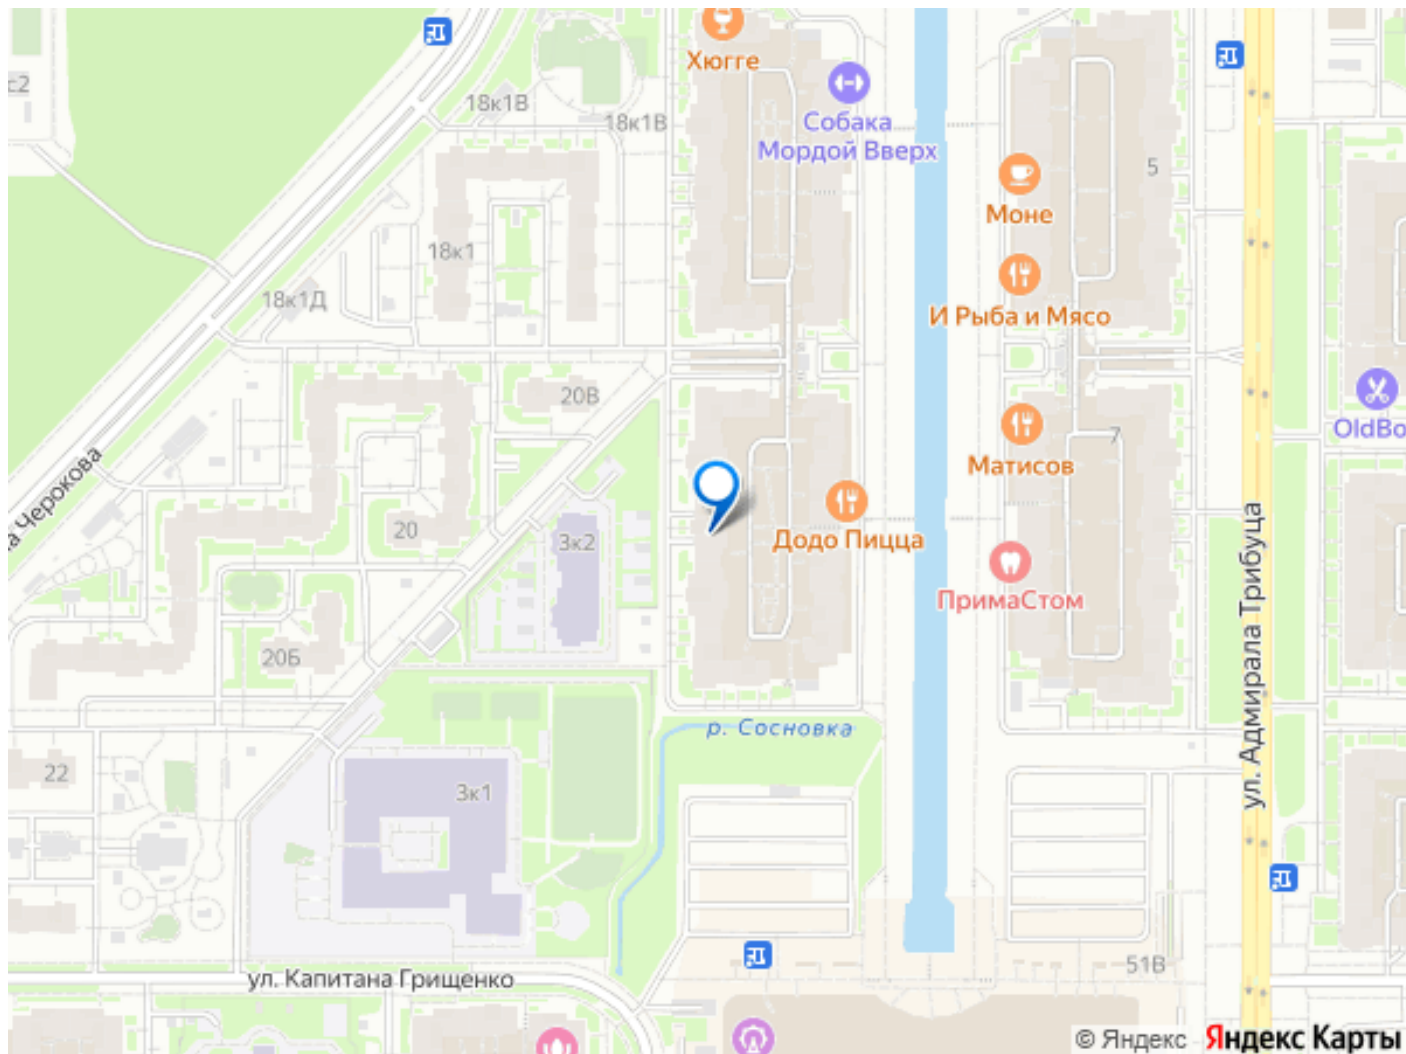 Хюгге
18к1В
18к1В
Собака
Мордой Вверх
5
Моне
18к1
18к1Д
И Рыба и Мясо
20В
7
OldBo
Матисов
Черокова
20
3к2
Додо Пицца
ПримаСтом
ул. Адмирала Трибуца
20Б
р. Сосновка
22
3к1
51В
ул. Капитана Грищенко
© Яндекс Яндекс Карты